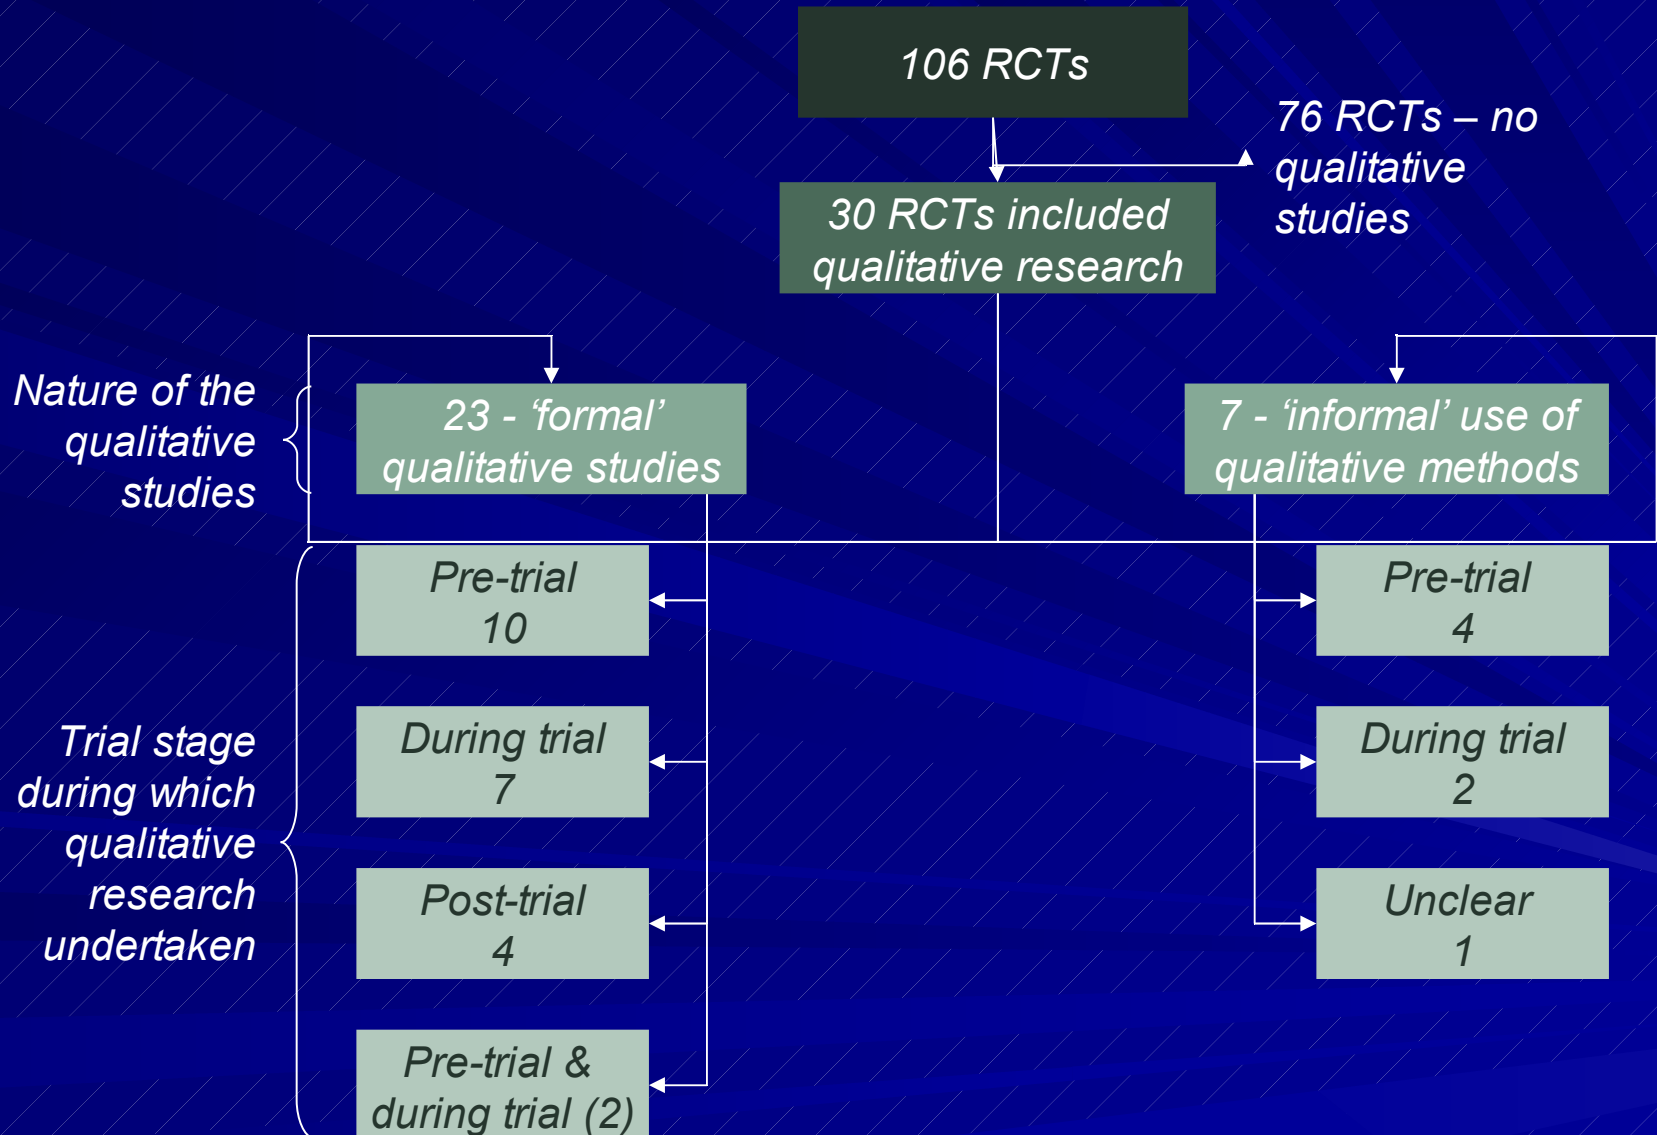 106 RCTs
76 RCTs – no
qualitative
studies
30 RCTs included
qualitative research
Nature of the
qualitative
studies
23 - ‘formal’
qualitative studies
7 - ‘informal’ use of
qualitative methods
Trial stage
during which
qualitative
research
undertaken
Pre-trial
10
During trial
7
Post-trial
4
Pre-trial &
during trial (2)
Pre-trial
4
During trial
2
Unclear
1